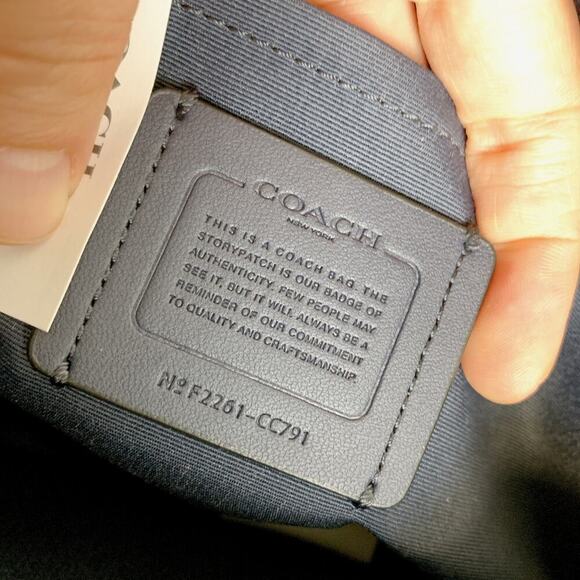 COACH
COACH
NEW YORK
THIS IS A COACH BAG. THE
STORYPATCH IS OUR BADGE OF
AUTHENTICITY. FEW PEOPLE MAY
SEE IT, BUT IT WILL ALWAYS BE A
REMINDER OF OUR COMMITMENT
TO QUALITY AND CRAFTSMANSHIP.
Nº F2261-CC791